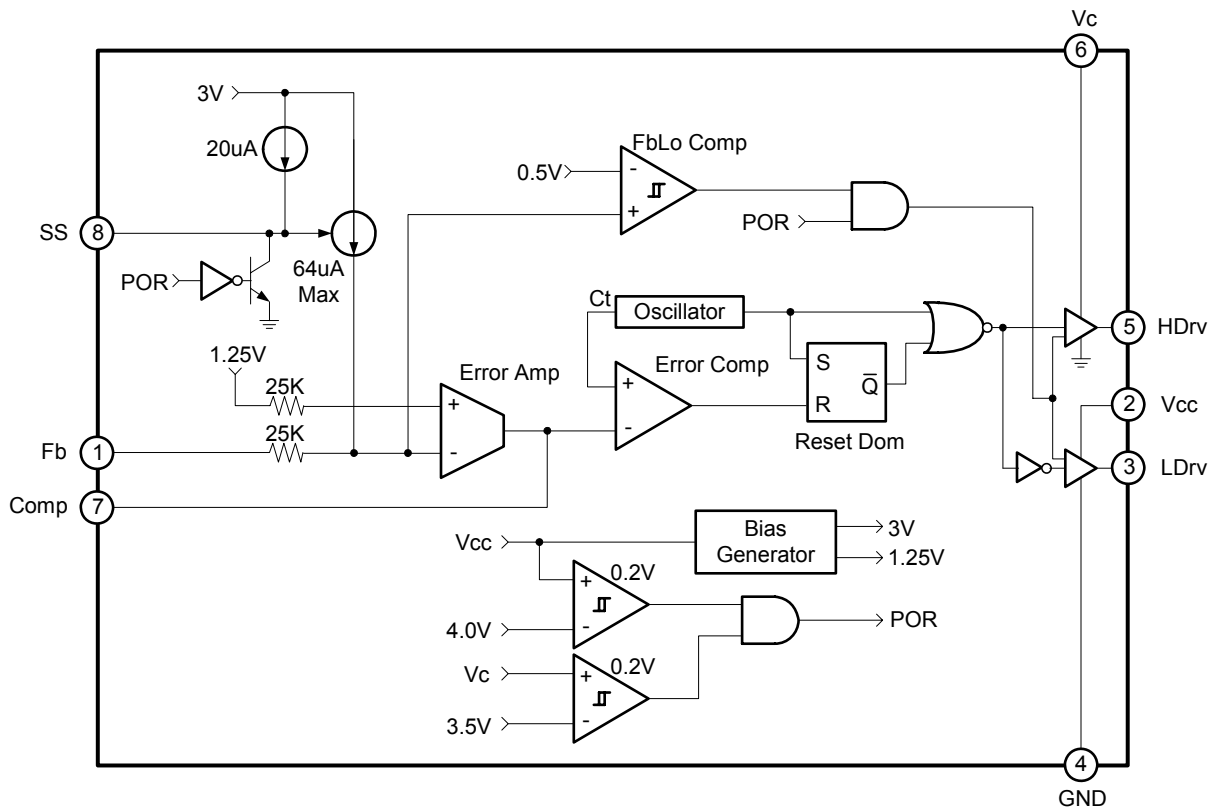 Vc
6
3V
20uA
FbLo Comp
0.5V
-
+
SS
8
POR
64uA
Max
POR
Ct
Oscillator
5
HDrv
1.25V
Error Amp
Error Comp
S
Q̅
R
25K
+
-
+
-
2
Vcc
Reset Dom
Fb
1
25K
3
LDrv
Comp
7
Vcc
Bias
Generator
3V
1.25V
0.2V
+
-
4.0V
POR
Vc
0.2V
+
-
3.5V
4
GND